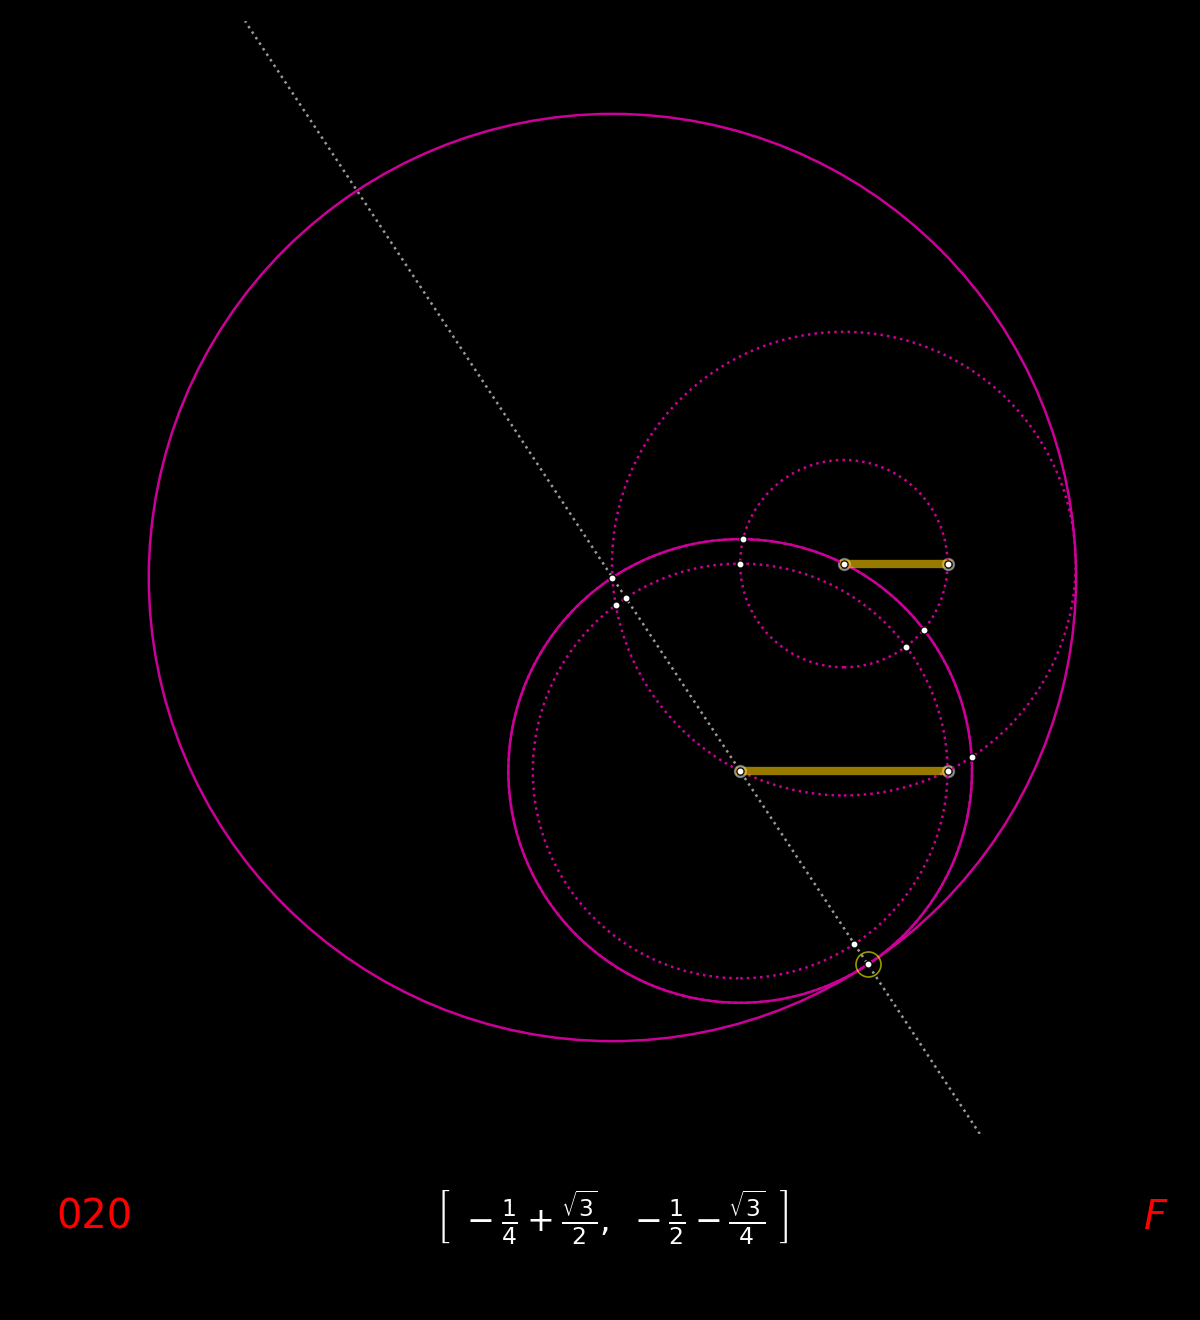 020 [ -1/4 + √3/2, -1/2 - √3/4 ] F